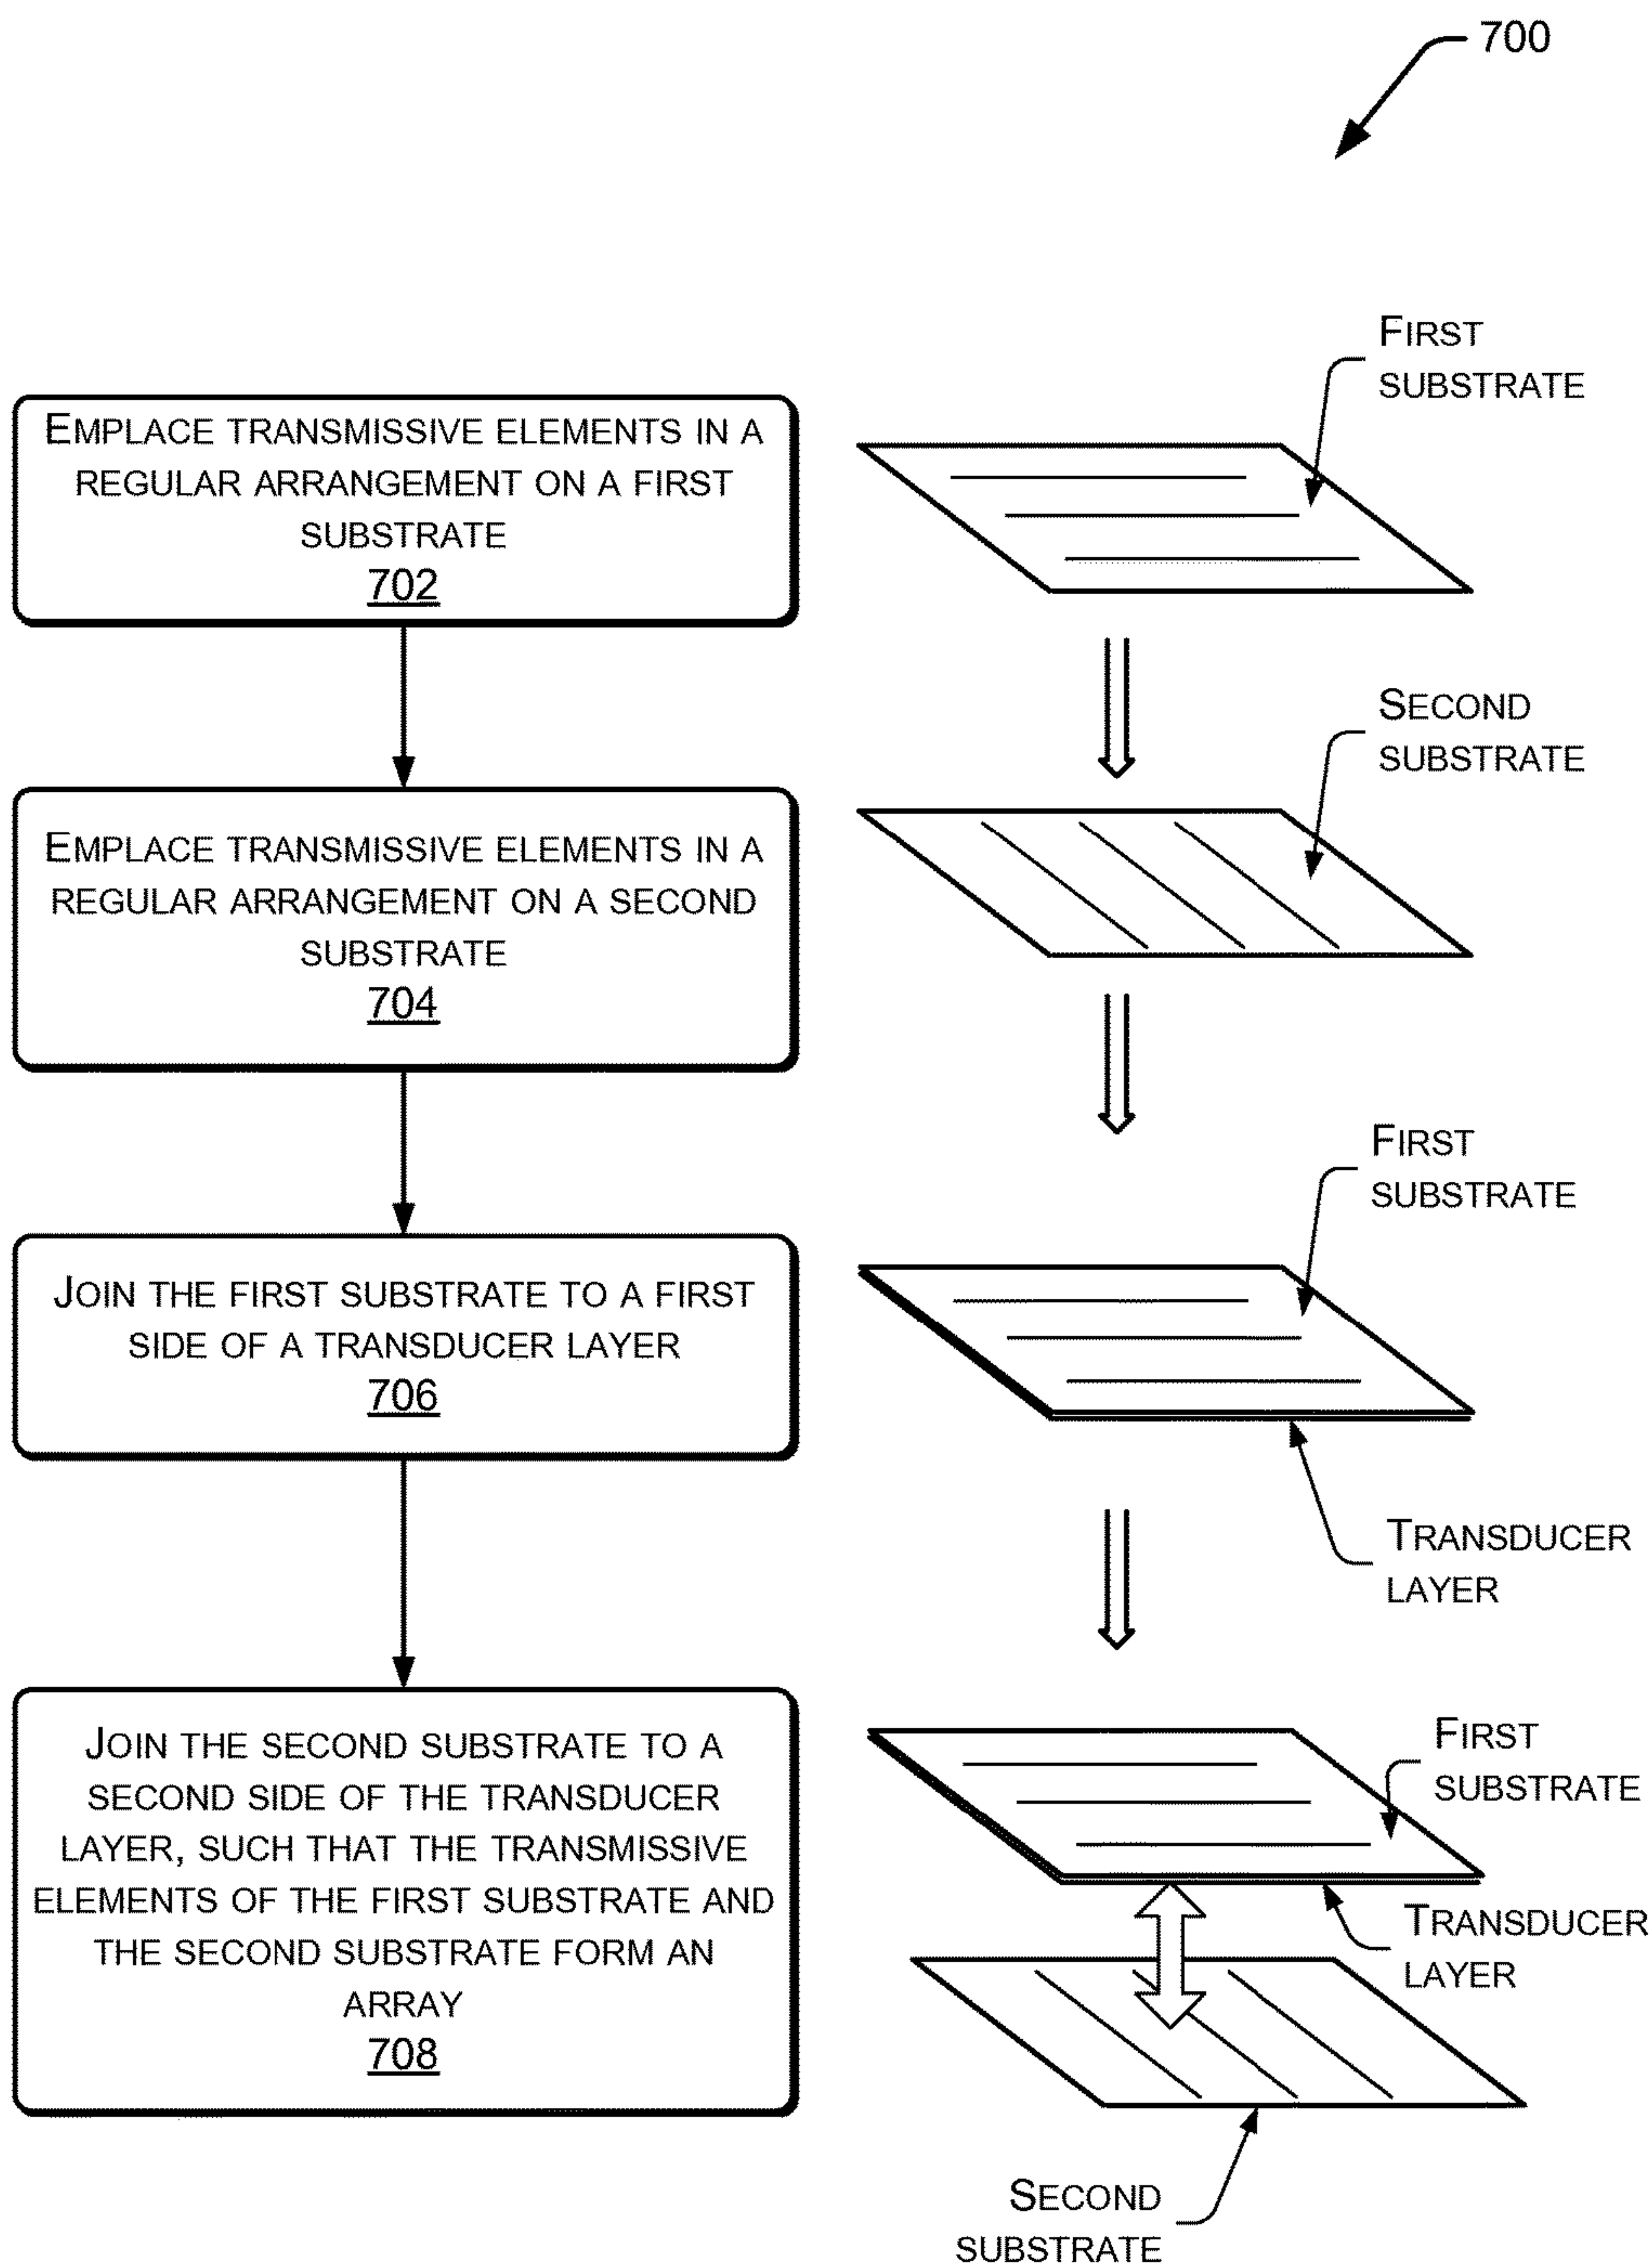 700
EMPLACE TRANSMISSIVE ELEMENTS IN A
REGULAR ARRANGEMENT ON A FIRST
SUBSTRATE
702
FIRST
SUBSTRATE
EMPLACE TRANSMISSIVE ELEMENTS IN A
REGULAR ARRANGEMENT ON A SECOND
SUBSTRATE
704
SECOND
SUBSTRATE
JOIN THE FIRST SUBSTRATE TO A FIRST
SIDE OF A TRANSDUCER LAYER
706
FIRST
SUBSTRATE
TRANSDUCER
LAYER
JOIN THE SECOND SUBSTRATE TO A
SECOND SIDE OF THE TRANSDUCER
LAYER, SUCH THAT THE TRANSMISSIVE
ELEMENTS OF THE FIRST SUBSTRATE AND
THE SECOND SUBSTRATE FORM AN
ARRAY
708
FIRST
SUBSTRATE
TRANSDUCER
LAYER
SECOND
SUBSTRATE